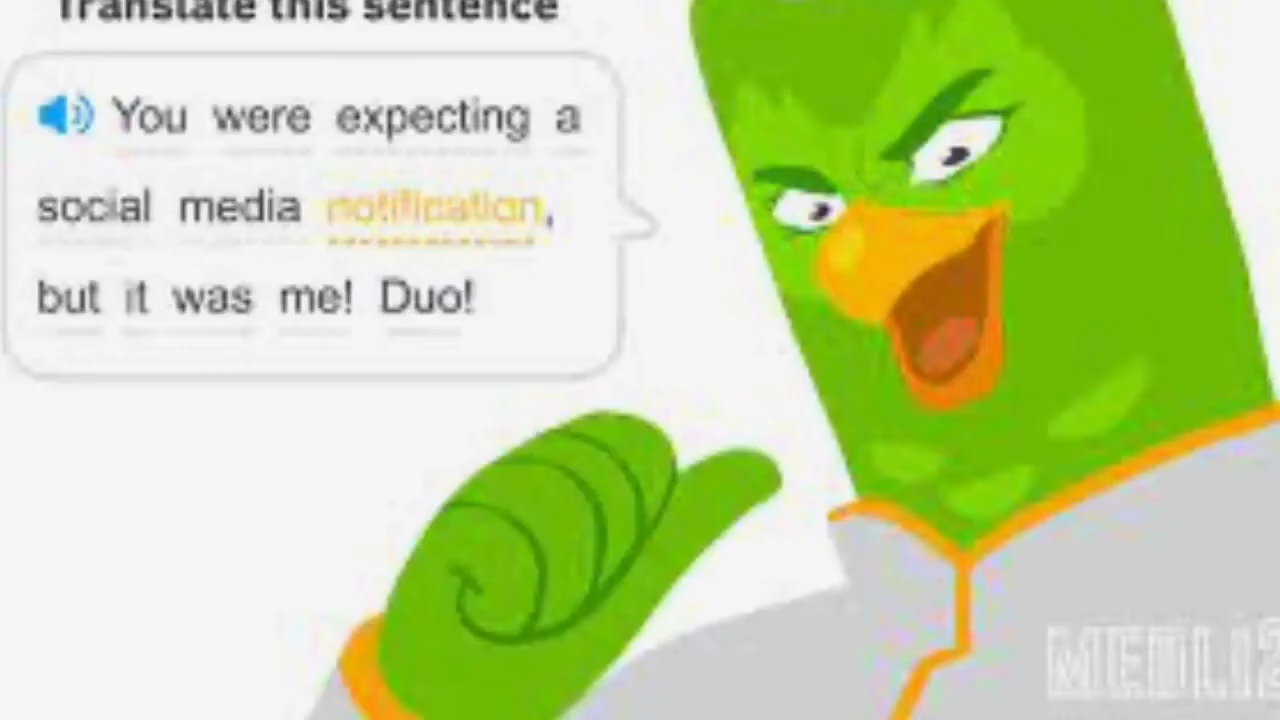 Translate this sentence
You were expecting a
social media notification,
but it was me! Duo!